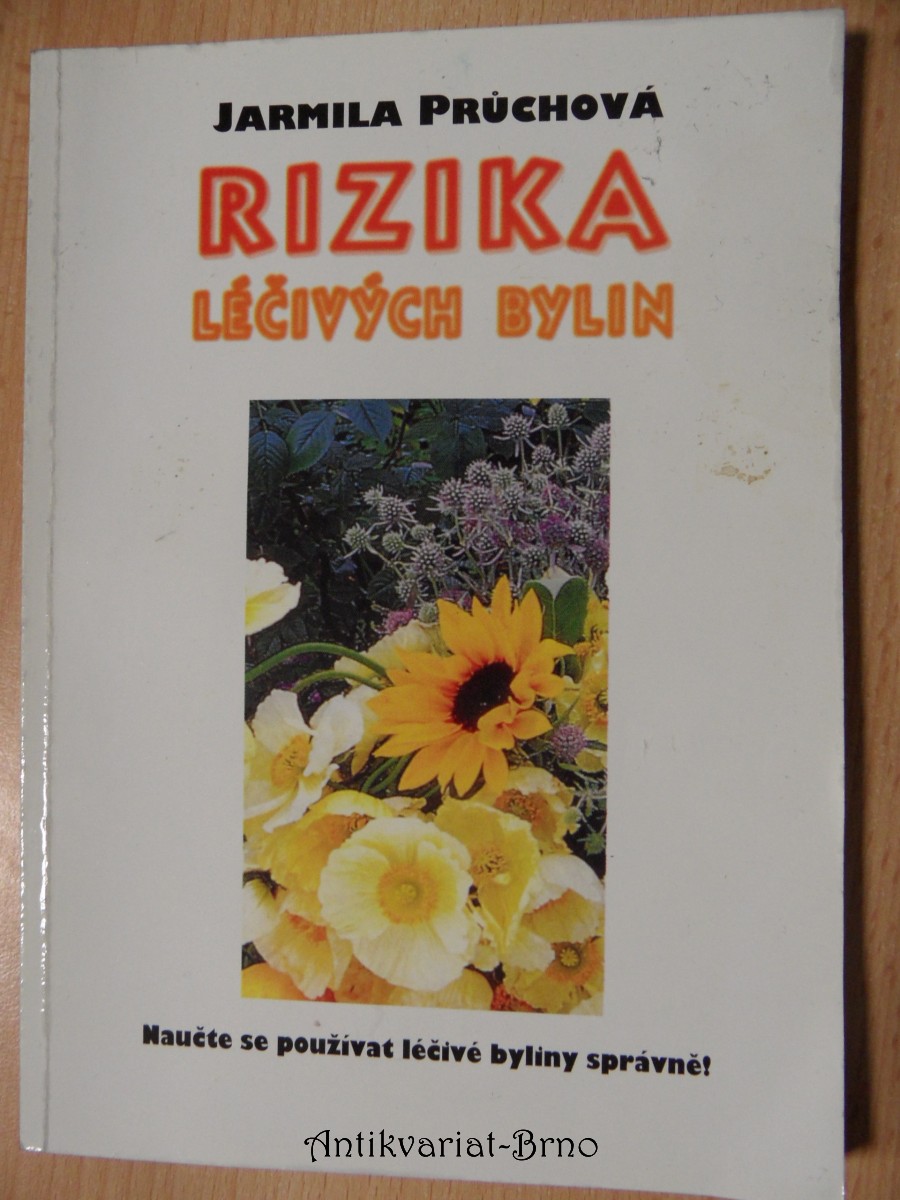 JARMILA PRŮCHOVÁ
RIZIKA
LÉČIVÝCH BYLIN
Naučte se používat léčivé byliny správně!
Antikvariat-Brno